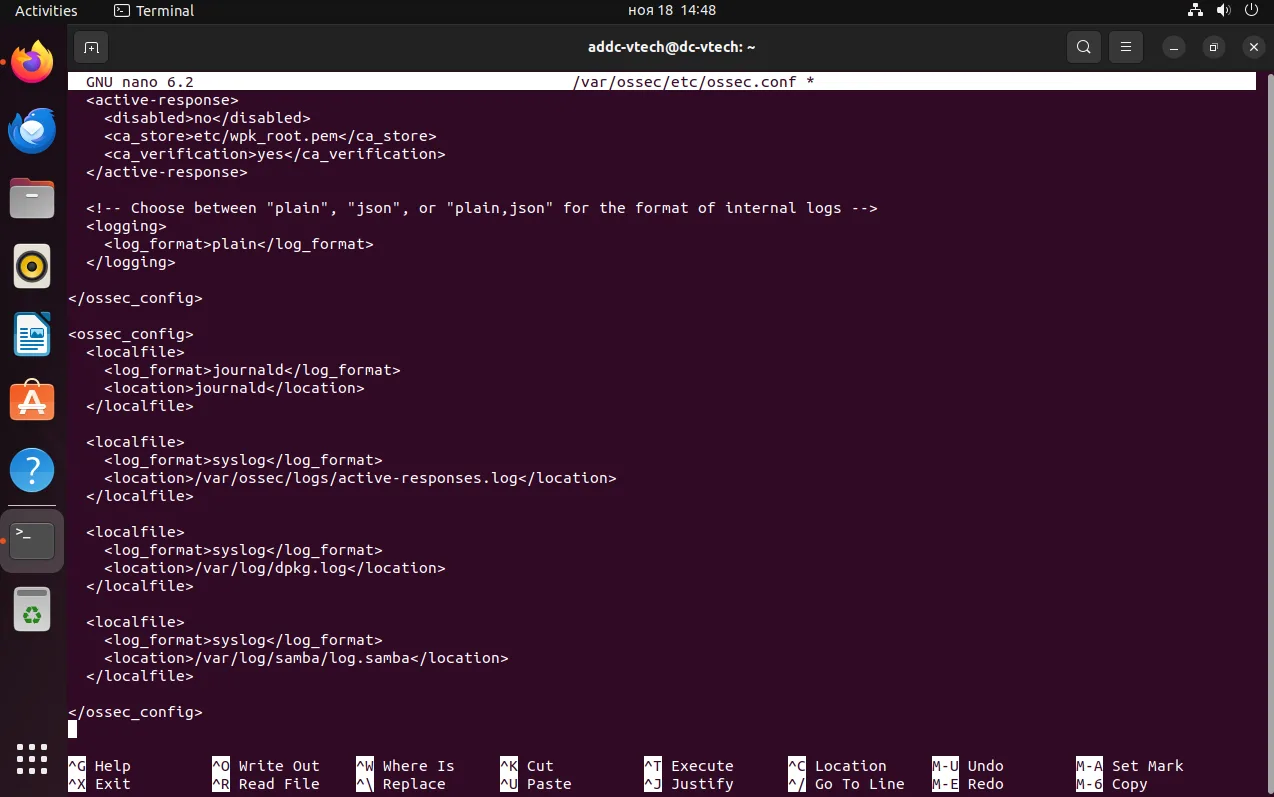 Activities Terminal ноя 18 14:48
addc-vtech@dc-vtech: ~
GNU nano 6.2 /var/ossec/etc/ossec.conf *
<active-response>
<disabled>no</disabled>
<ca_store>etc/wpk_root.pem</ca_store>
<ca_verification>yes</ca_verification>
</active-response>
<!-- Choose between "plain", "json", or "plain,json" for the format of internal logs -->
<logging>
<log_format>plain</log_format>
</logging>
</ossec_config>
<ossec_config>
<localfile>
<log_format>journald</log_format>
<location>journald</location>
</localfile>
<localfile>
<log_format>syslog</log_format>
<location>/var/ossec/logs/active-responses.log</location>
</localfile>
<localfile>
<log_format>syslog</log_format>
<location>/var/log/dpkg.log</location>
</localfile>
<localfile>
<log_format>syslog</log_format>
<location>/var/log/samba/log.samba</location>
</localfile>
</ossec_config>
^G Help ^O Write Out ^W Where Is ^K Cut ^T Execute ^C Location M-U Undo M-A Set Mark
^X Exit ^R Read File ^\ Replace ^U Paste ^J Justify ^/ Go To Line M-E Redo M-6 Copy